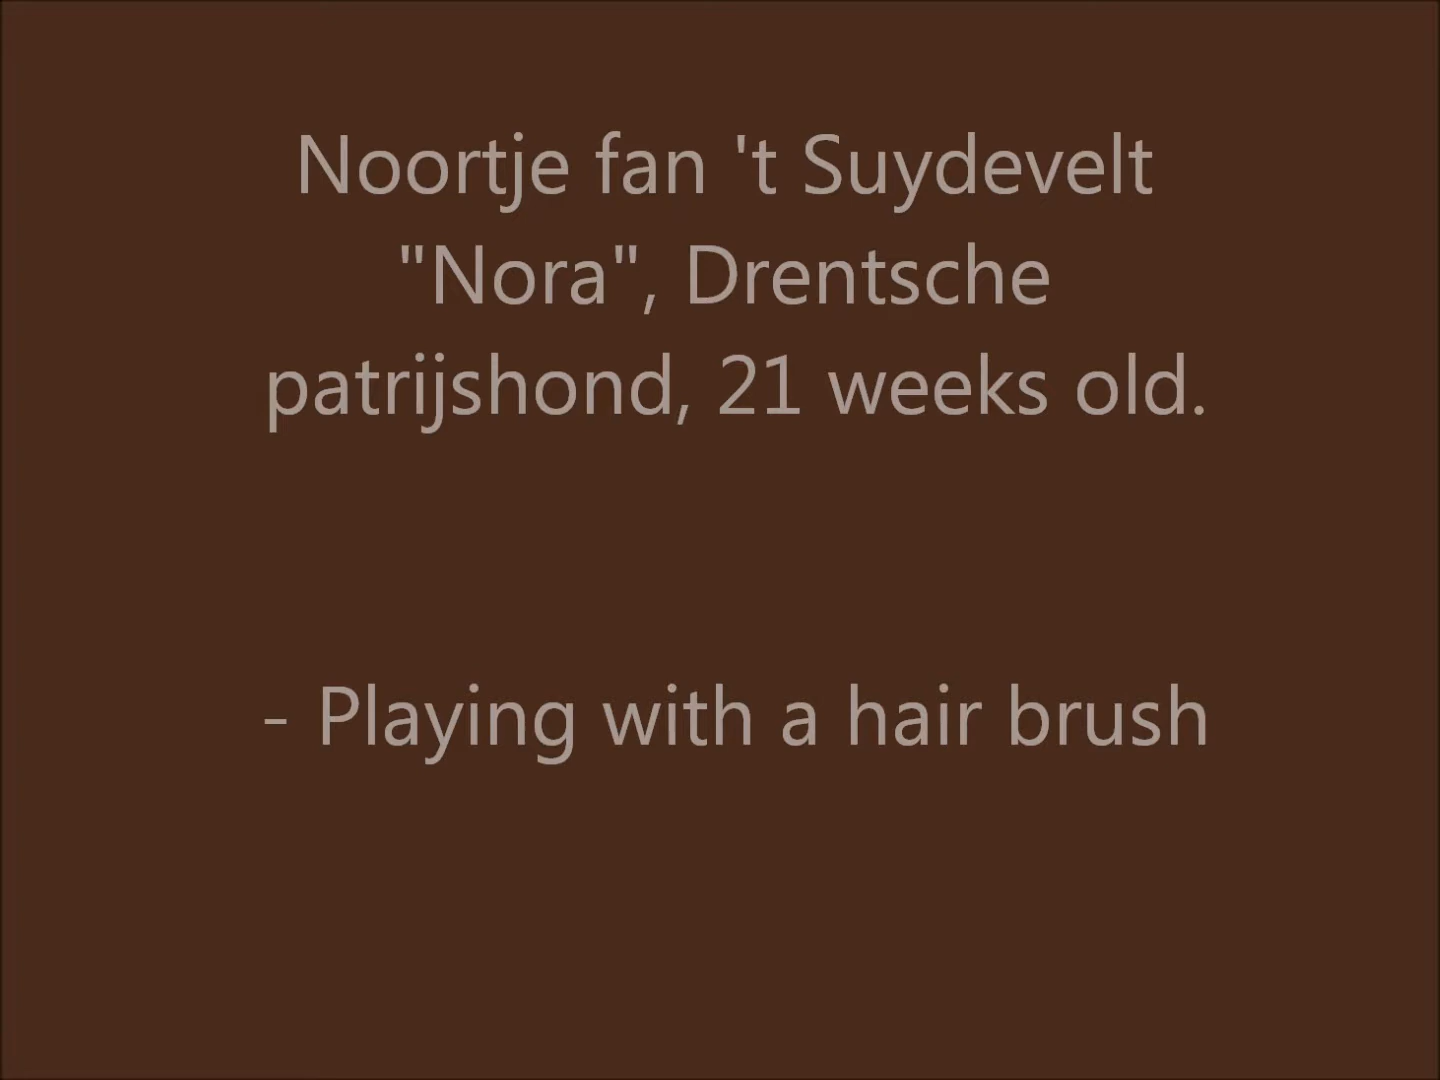 Noortje fan 't Suydevelt
"Nora", Drentsche
patrijshond, 21 weeks old.
- Playing with a hair brush